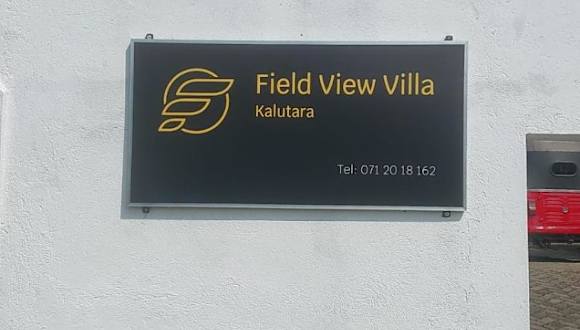 Field View Villa
Kalutara
Tel: 071 20 18 162